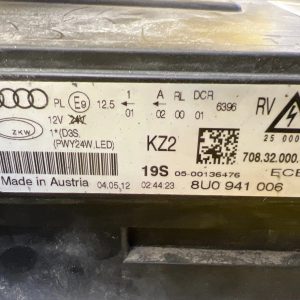 PL E9 12.5 ← 1 A RL DCR 6396 RV
01 02 00 01
12V 25 000
ZKW 1*(D3S,
(PWY24W,LED) KZ2 708.32.000.
19S 05-00136476 ECE
Made in Austria 04.05.12 02:44:23 8U0 941 006